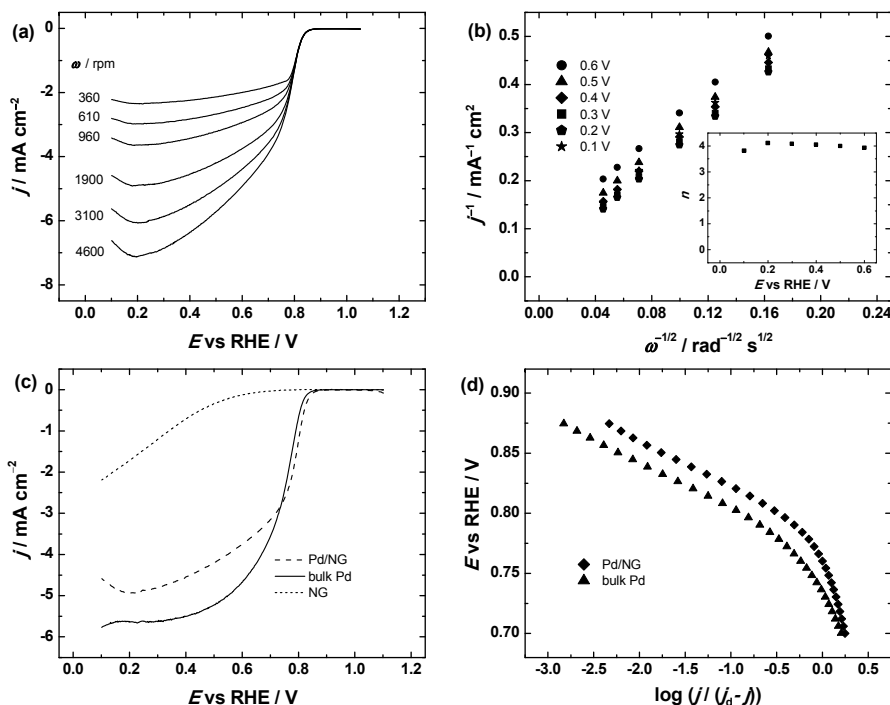 (a)
ω / rpm
360
610
960
1900
3100
4600
0
-2
-4
-6
-8
0.0 0.2 0.4 0.6 0.8 1.0 1.2
j / mA cm⁻²
E vs RHE / V
(b)
0.6 V
0.5 V
0.4 V
0.3 V
0.2 V
0.1 V
0.5
0.4
0.3
0.2
0.1
0.0
0.00 0.04 0.08 0.12 0.16 0.20 0.24
j⁻¹ / mA⁻¹ cm²
ω⁻¹/² / rad⁻¹/² s¹/²
4
3
2
1
0
n
0.0 0.2 0.4 0.6
E vs RHE / V
(c)
0
-1
-2
-3
-4
-5
-6
j / mA cm⁻²
Pd/NG
bulk Pd
NG
0.0 0.2 0.4 0.6 0.8 1.0 1.2
E vs RHE / V
(d)
0.90
0.85
0.80
0.75
0.70
E vs RHE / V
Pd/NG
bulk Pd
-3.0 -2.5 -2.0 -1.5 -1.0 -0.5 0.0 0.5
log (j / (j_d-j))